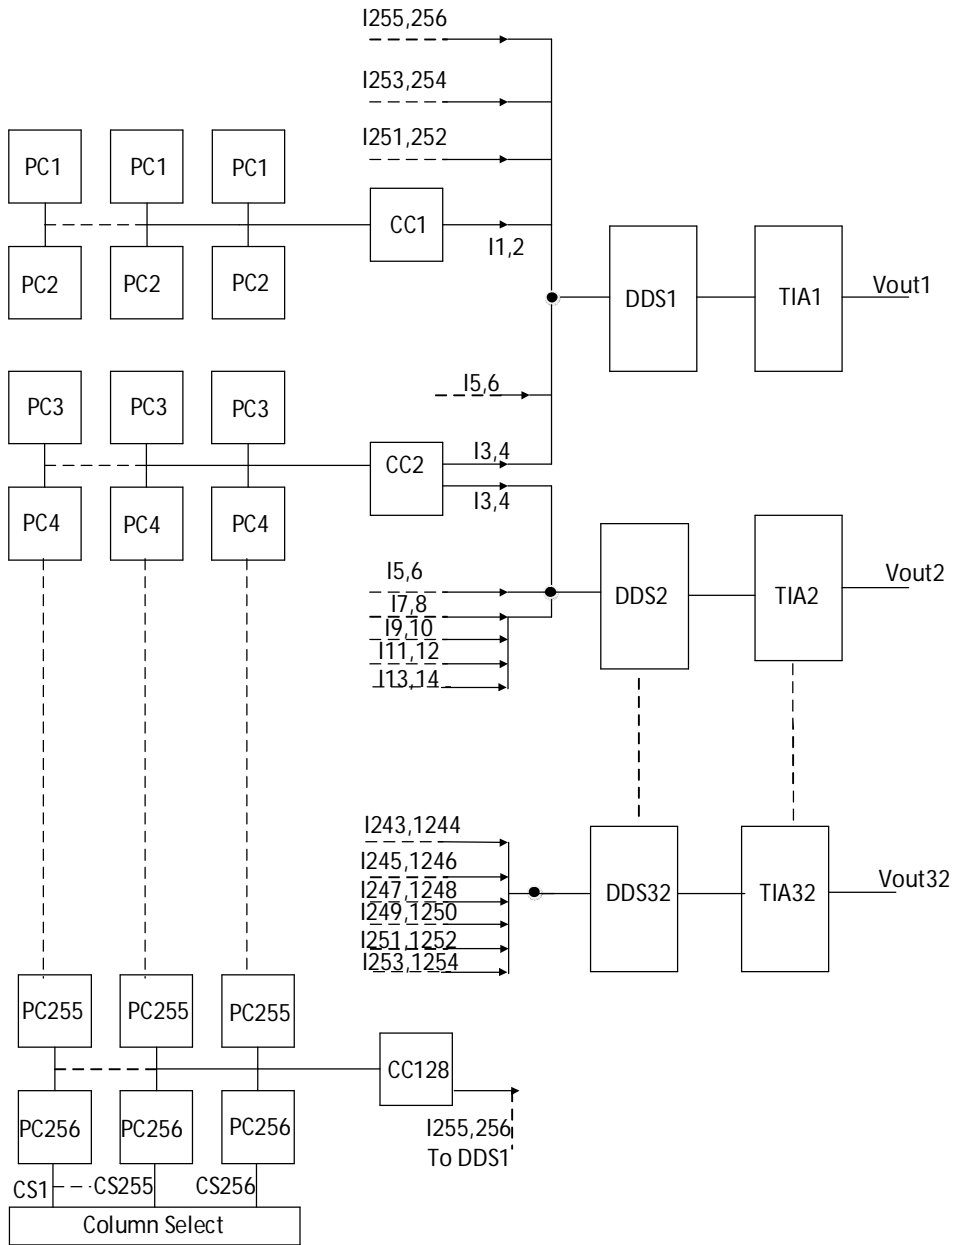 I255,256
I253,254
I251,252
PC1 PC1 PC1
CC1
I1,2
PC2 PC2 PC2
DDS1 TIA1 Vout1
I5,6
PC3 PC3 PC3
CC2
I3,4
I3,4
PC4 PC4 PC4
I5,6
I7,8
I9,10
I11,12
I13,14
DDS2 TIA2 Vout2
I243,1244
I245,1246
I247,1248
I249,1250
I251,1252
I253,1254
DDS32 TIA32 Vout32
PC255 PC255 PC255
CC128
PC256 PC256 PC256
I255,256
To DDS1
CS1 CS255 CS256
Column Select